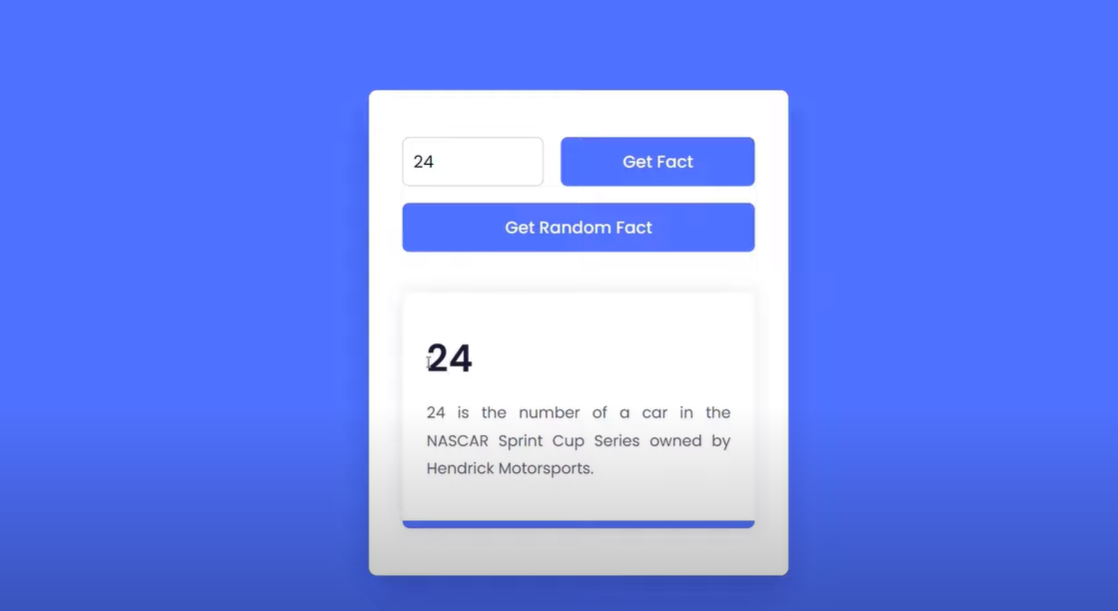 24
Get Fact
Get Random Fact
24
24 is the number of a car in the
NASCAR Sprint Cup Series owned by
Hendrick Motorsports.